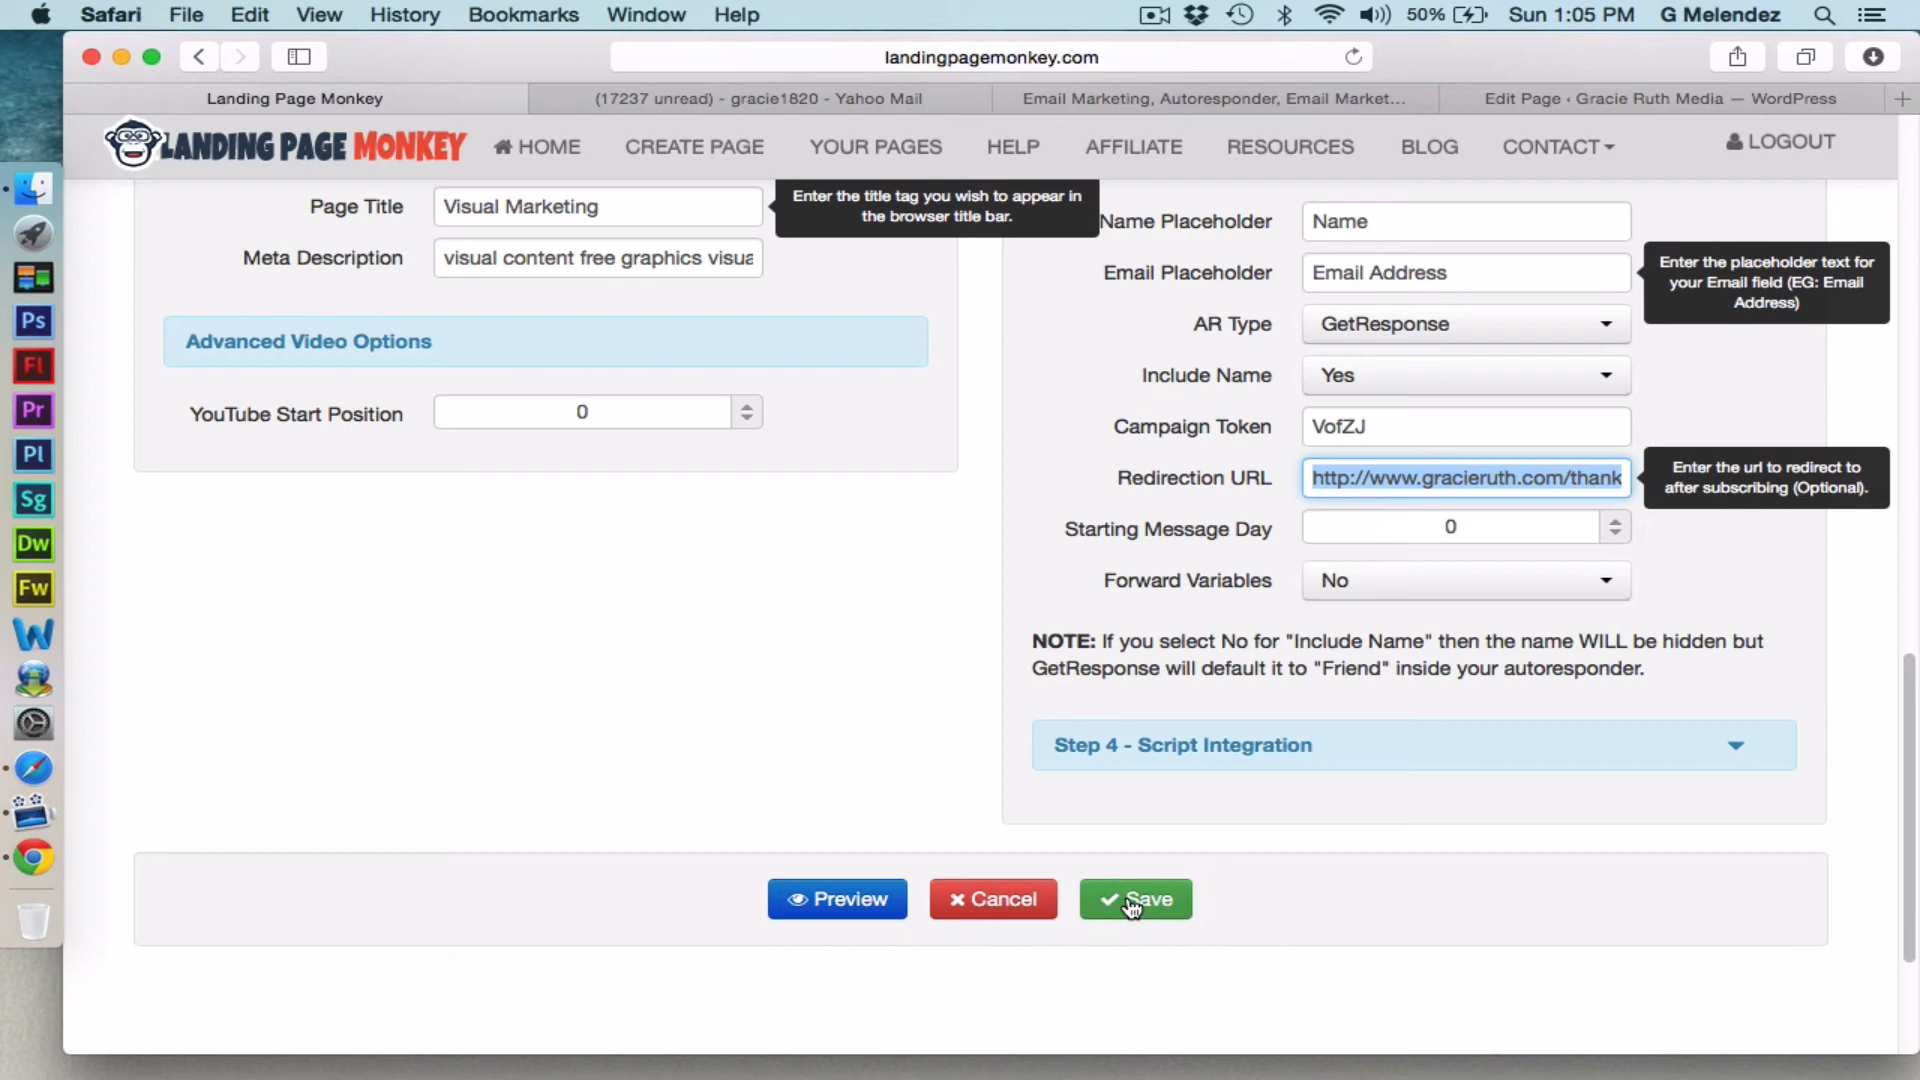 Safari File Edit View History Bookmarks Window Help 50% Sun 1:05 PM G Melendez
landingpagemonkey.com
Landing Page Monkey (17237 unread) - gracie1820 - Yahoo Mail Email Marketing, Autoresponder, Email Market... Edit Page ‹ Gracie Ruth Media — WordPress
LANDING PAGE MONKEY HOME CREATE PAGE YOUR PAGES HELP AFFILIATE RESOURCES BLOG CONTACT LOGOUT
Page Title Visual Marketing
Enter the title tag you wish to appear in
the browser title bar.
Meta Description visual content free graphics visua
Advanced Video Options
YouTube Start Position 0
Name Placeholder Name
Email Placeholder Email Address
Enter the placeholder text for
your Email field (EG: Email
Address)
AR Type GetResponse
Include Name Yes
Campaign Token VofZJ
Redirection URL http://www.gracieruth.com/thank
Enter the url to redirect to
after subscribing (Optional).
Starting Message Day 0
Forward Variables No
NOTE: If you select No for "Include Name" then the name WILL be hidden but
GetResponse will default it to "Friend" inside your autoresponder.
Step 4 - Script Integration
Preview Cancel Save
Ps
Fl
Pr
Pl
Sg
Dw
Fw
W